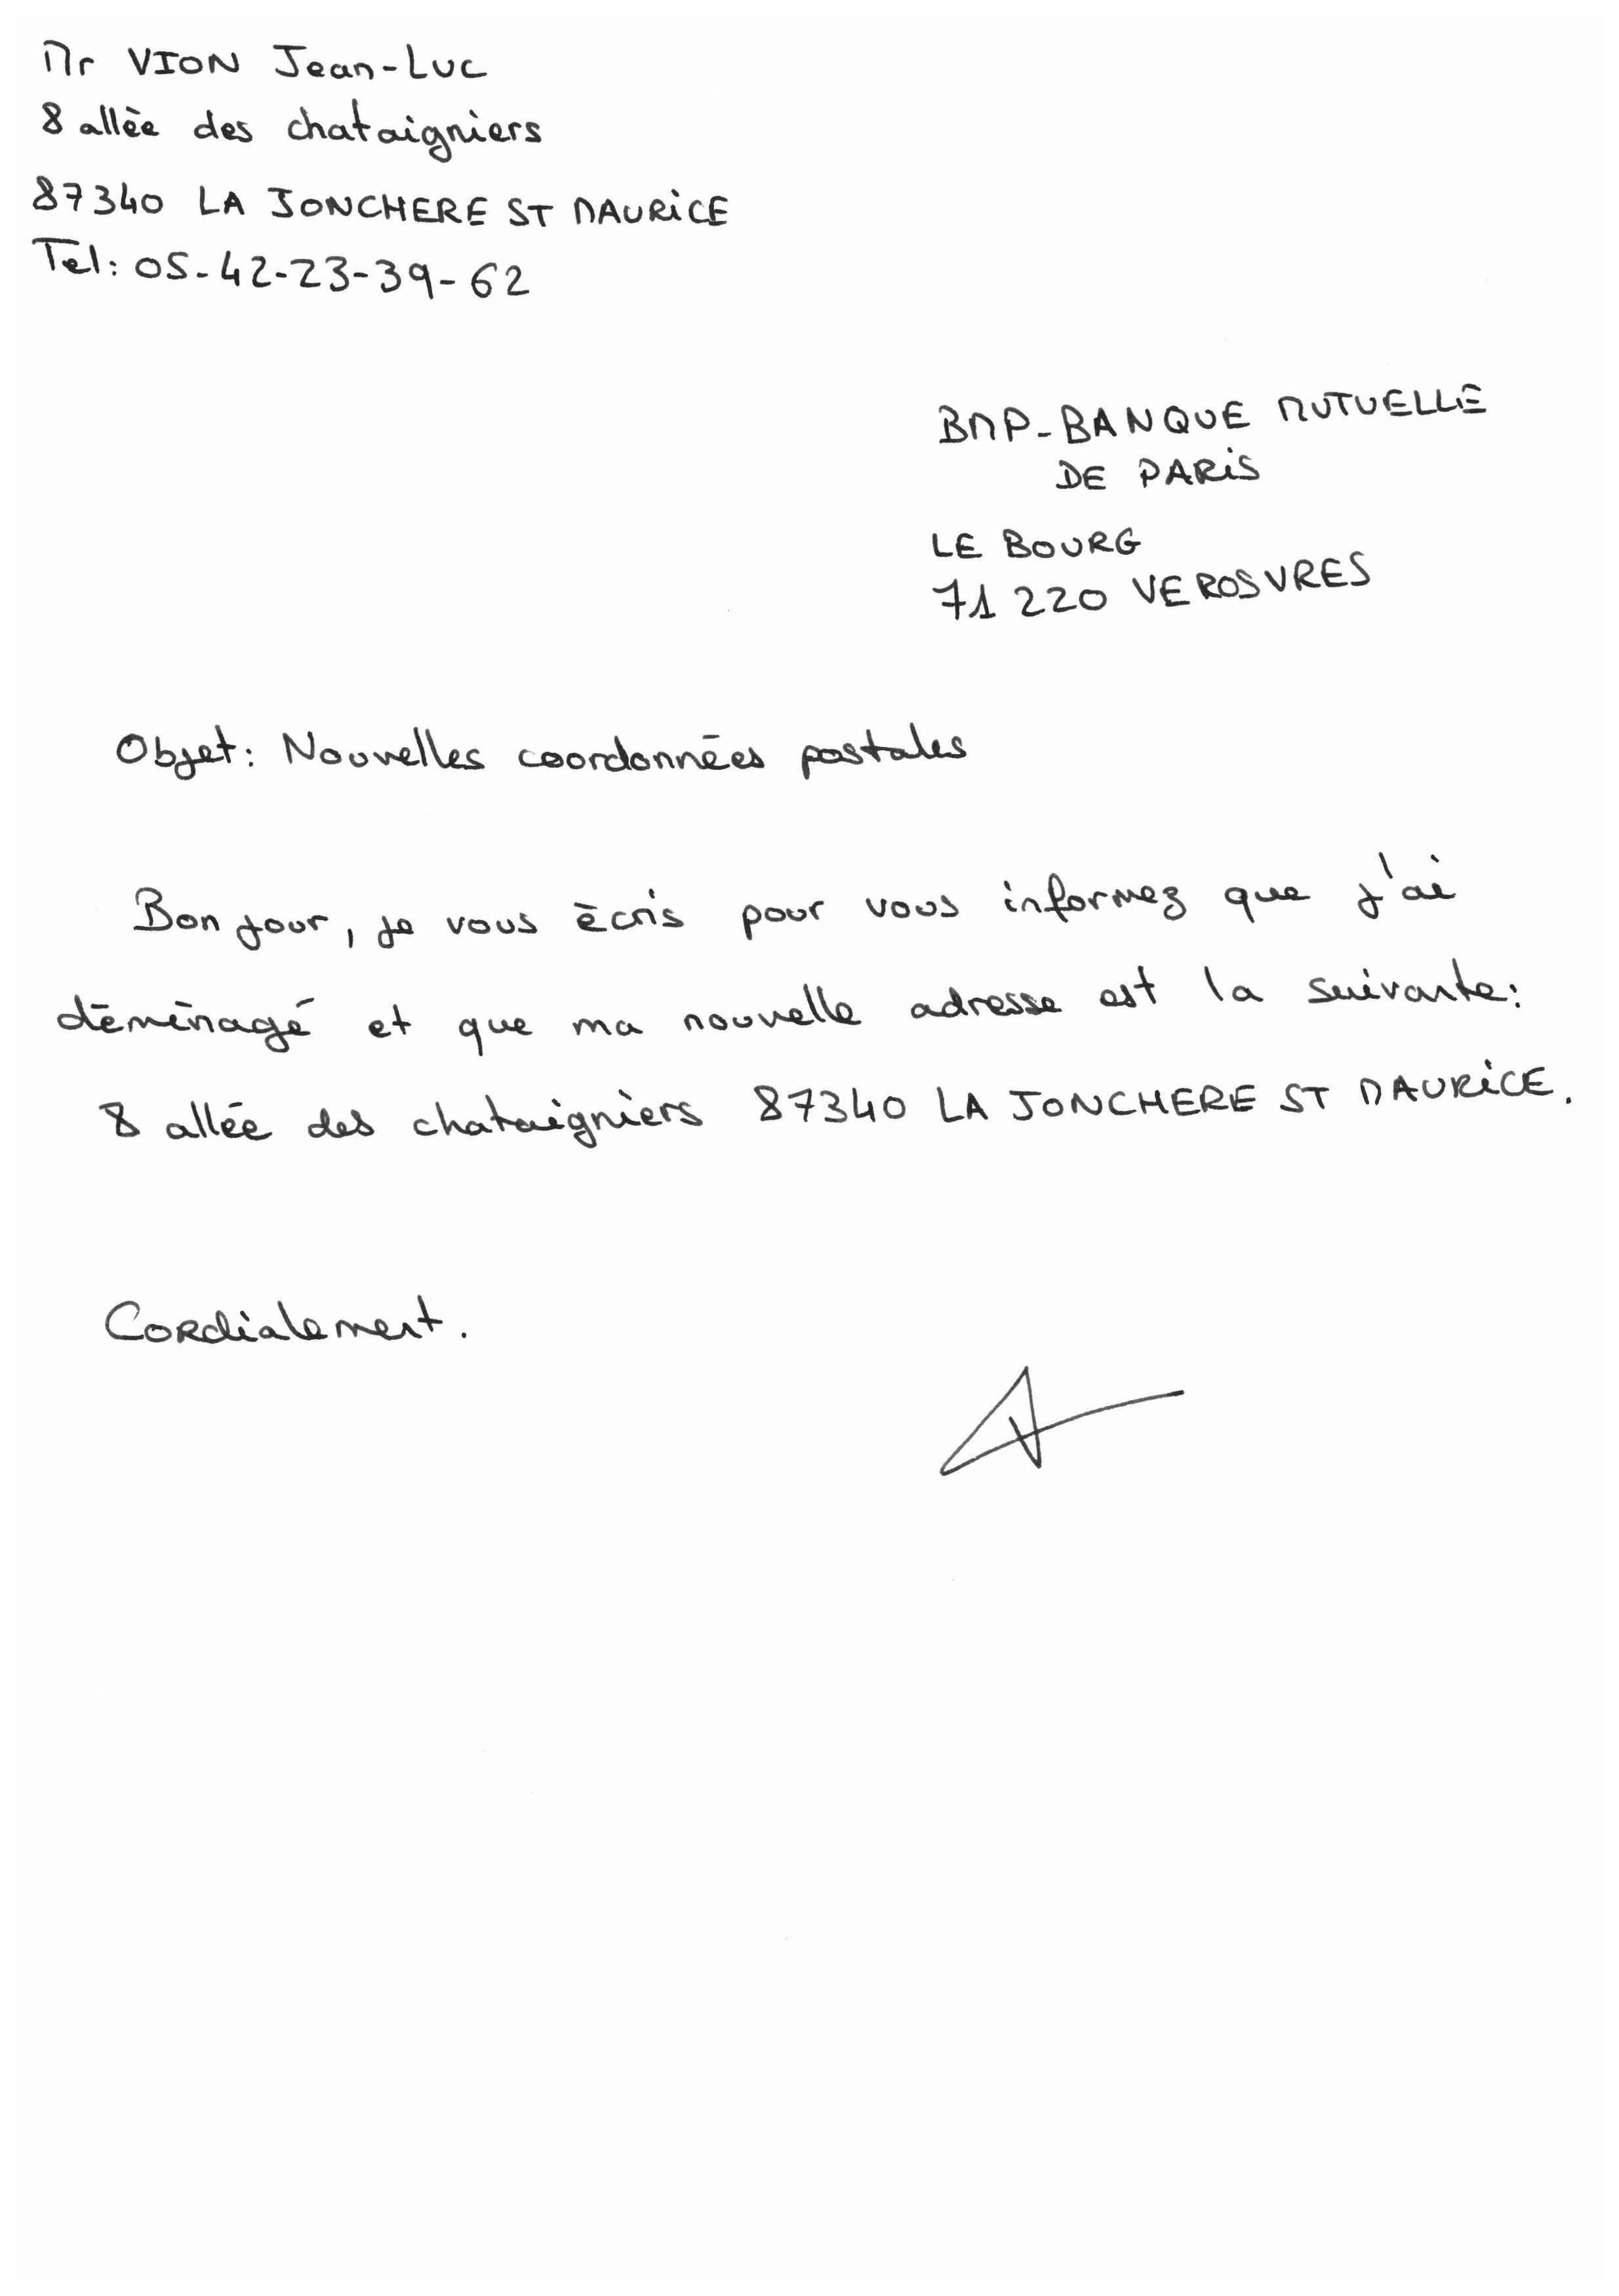 Mr VION Jean-Luc
8 allée des chataigniers
87340 LA JONCHERE ST MAURICE
Tel: 05-42-23-39-62
BMP-BANQUE MUTUELLE
DE PARIS
LE BOURG
71220 VEROSVRES
Objet: Nouvelles coordonnées postales
Bonjour, je vous écris pour vous informez que j'ai
déménagé et que ma nouvelle adresse est la suivante:
8 allée des chataigniers 87340 LA JONCHERE ST MAURICE.
Cordialement.